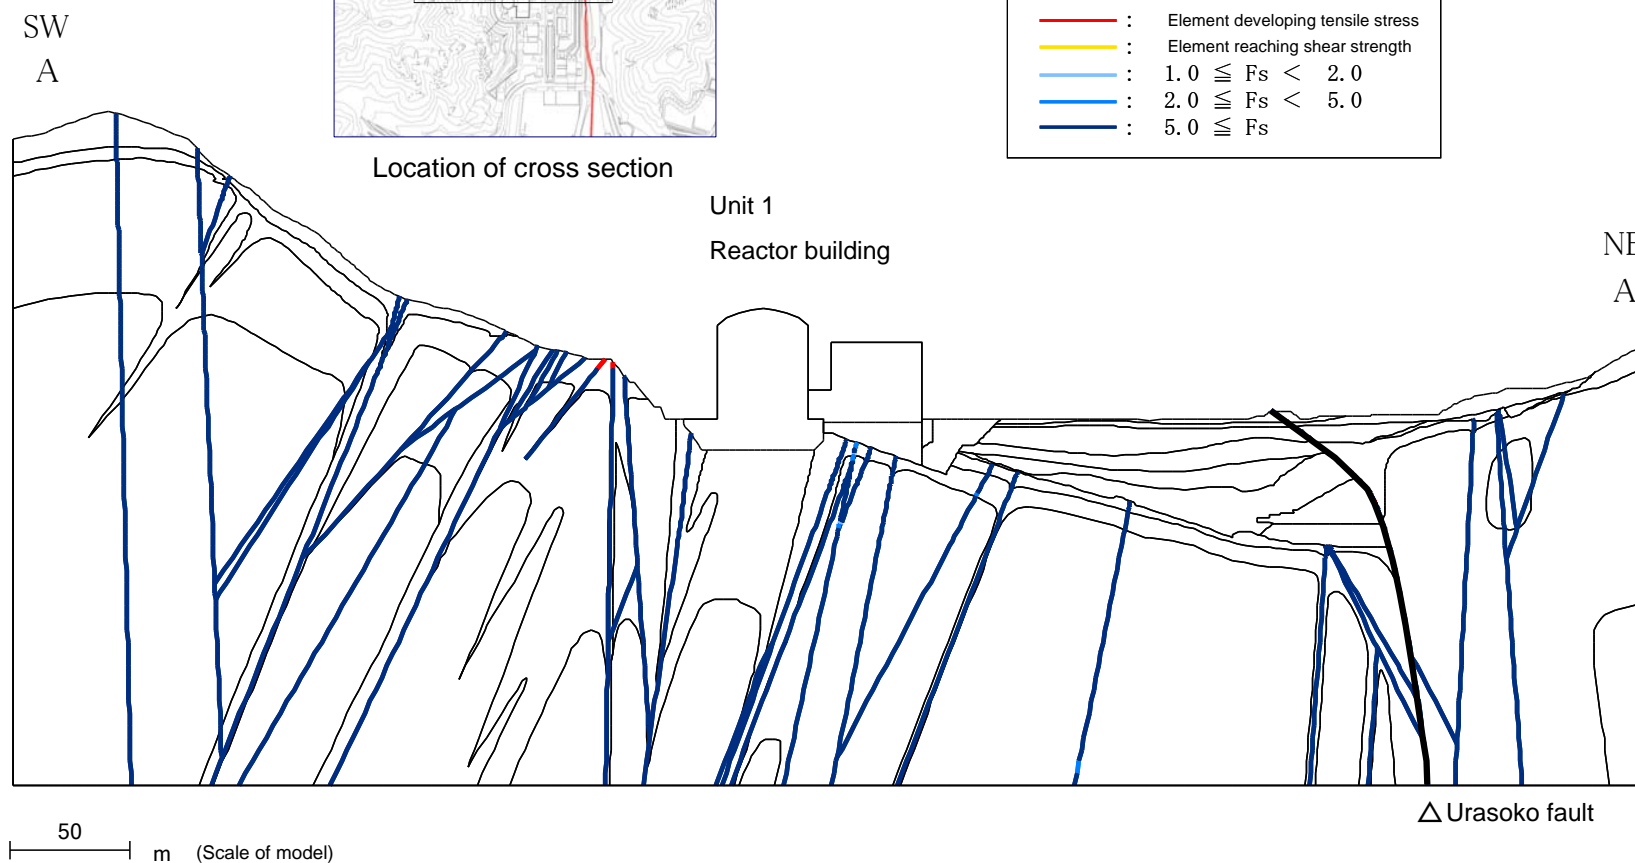 SW
A
Element developing tensile stress
: Element reaching shear strength
: 1.0 ≦ Fs < 2.0
: 2.0 ≦ Fs < 5.0
: 5.0 ≦ Fs
Location of cross section
Unit 1
Reactor building
A
△ Urasoko fault
50
m (Scale of model)